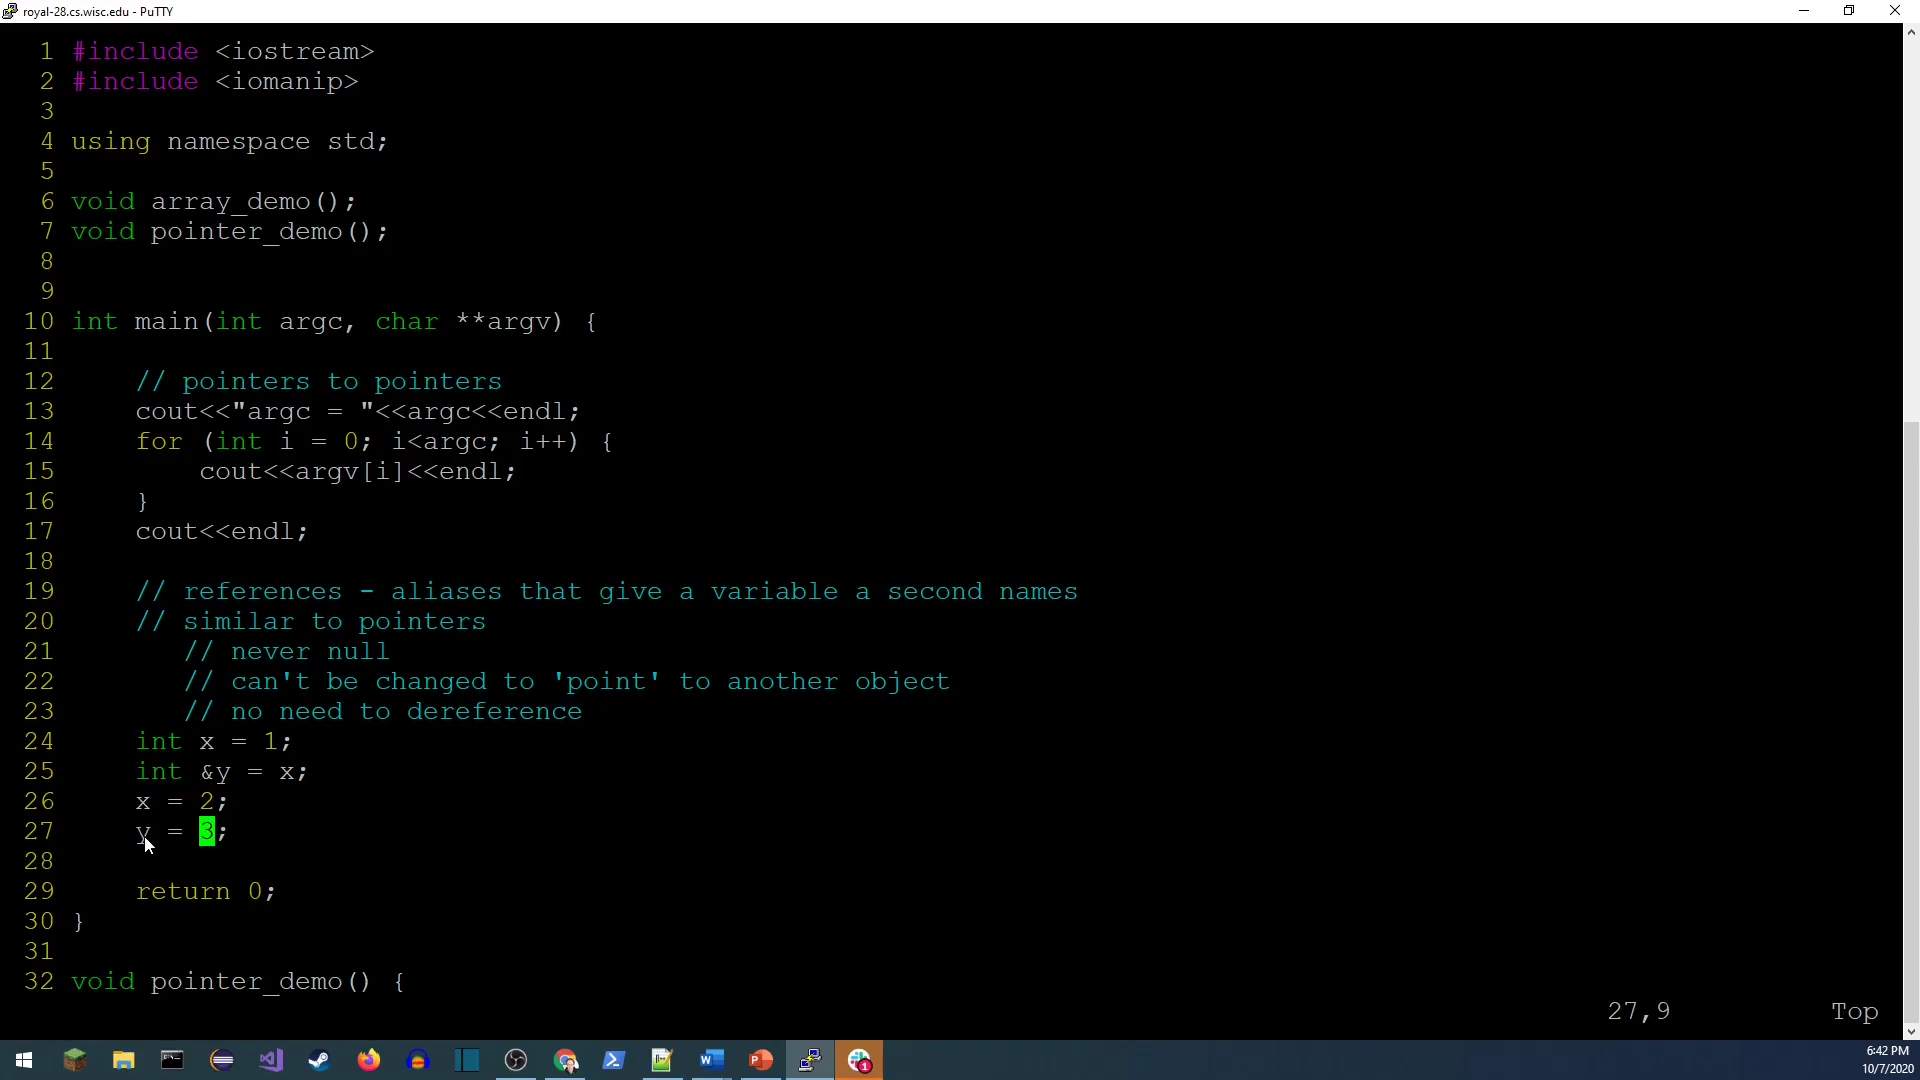 royal-28.cs.wisc.edu - PuTTY
1 #include <iostream>
2 #include <iomanip>
3
4 using namespace std;
5
6 void array_demo();
7 void pointer_demo();
8
9
10 int main(int argc, char **argv) {
11
12     // pointers to pointers
13     cout<<"argc = "<<argc<<endl;
14     for (int i = 0; i<argc; i++) {
15         cout<<argv[i]<<endl;
16     }
17     cout<<endl;
18
19     // references - aliases that give a variable a second names
20     // similar to pointers
21        // never null
22        // can't be changed to 'point' to another object
23        // no need to dereference
24     int x = 1;
25     int &y = x;
26     x = 2;
27     y = 3;
28
29     return 0;
30 }
31
32 void pointer_demo() {
27,9 Top
1
6:42 PM
10/7/2020